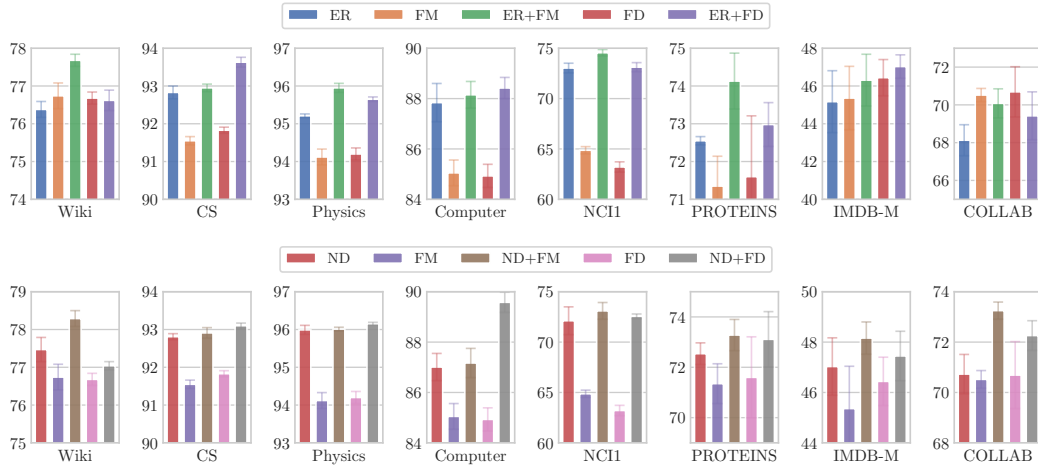 ER FM ER+FM FD ER+FD
78 77 76 75 74 Wiki
94 93 92 91 90 CS
97 96 95 94 93 Physics
90 88 86 84 Computer
75 70 65 60 NCI1
75 74 73 72 71 PROTEINS
48 46 44 42 40 IMDB-M
72 70 68 66 COLLAB
ND FM ND+FM FD ND+FD
79 78 77 76 75 Wiki
94 93 92 91 90 CS
97 96 95 94 93 Physics
90 88 86 84 Computer
75 70 65 60 NCI1
74 72 70 PROTEINS
50 48 46 44 IMDB-M
74 72 70 68 COLLAB